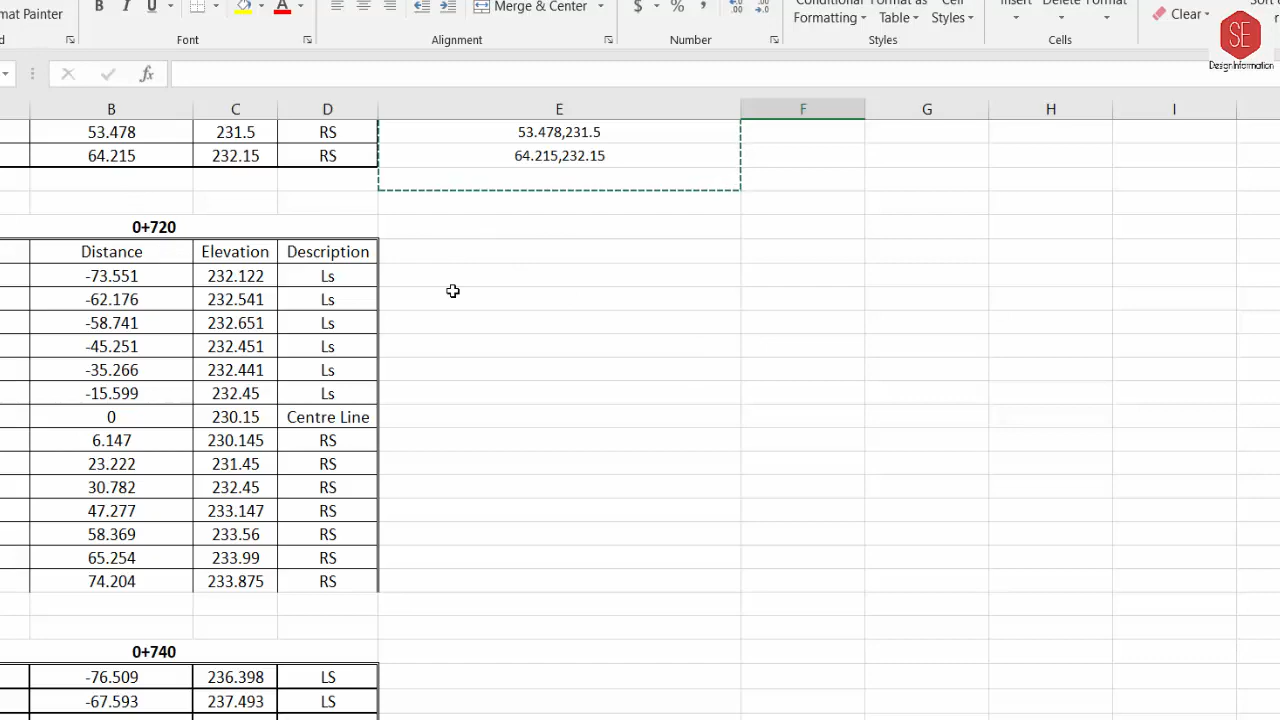 mat Painter
B I U A
Merge & Center
$ % ,
Conditional Format as Cell
Formatting Table Styles
Insert Delete Format
Clear
Font Alignment Number Styles Cells
SE
Design Information
fx
B C D E F G H I
53.478 231.5 RS 53.478,231.5
64.215 232.15 RS 64.215,232.15
0+720
Distance Elevation Description
-73.551 232.122 Ls
-62.176 232.541 Ls
-58.741 232.651 Ls
-45.251 232.451 Ls
-35.266 232.441 Ls
-15.599 232.45 Ls
0 230.15 Centre Line
6.147 230.145 RS
23.222 231.45 RS
30.782 232.45 RS
47.277 233.147 RS
58.369 233.56 RS
65.254 233.99 RS
74.204 233.875 RS
0+740
-76.509 236.398 LS
-67.593 237.493 LS